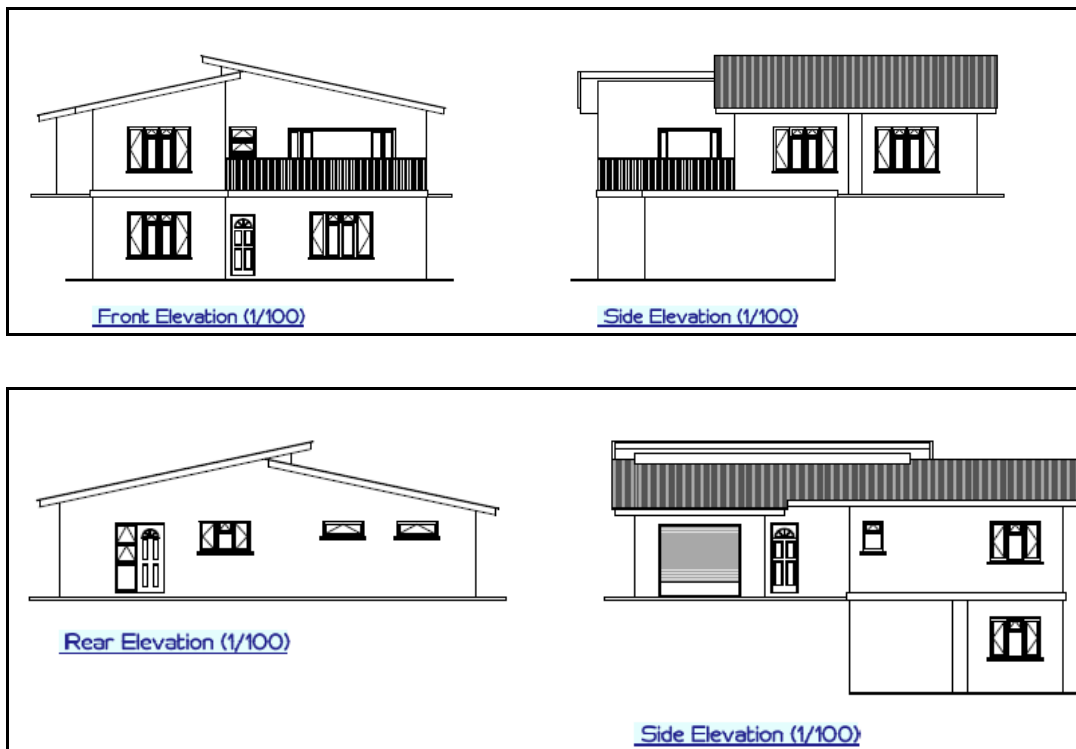 Front Elevation (1/100)
Side Elevation (1/100)
Rear Elevation (1/100)
Side Elevation (1/100)